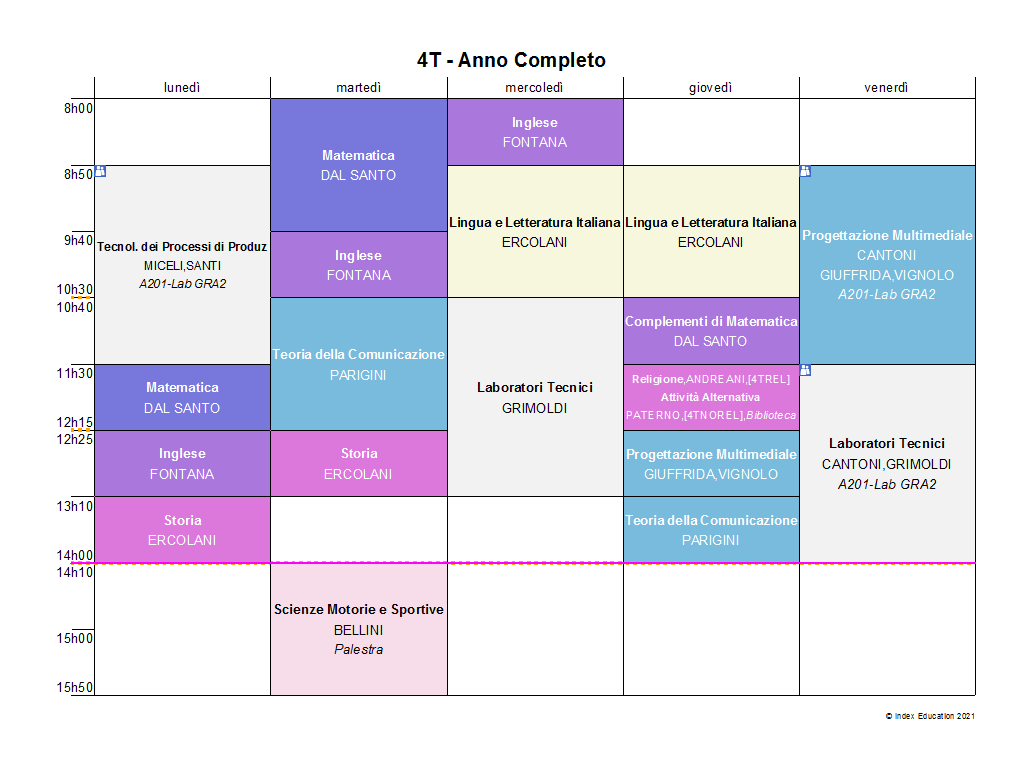 4T - Anno Completo
lunedì martedì mercoledì giovedì venerdì
8h00
8h50
9h40
10h30
10h40
11h30
12h15
12h25
13h10
14h00
14h10
15h00
15h50
Tecnol. dei Processi di Produz
MICELI,SANTI
A201-Lab GRA2
Matematica
DAL SANTO
Inglese
FONTANA
Storia
ERCOLANI
Matematica
DAL SANTO
Inglese
FONTANA
Teoria della Comunicazione
PARIGINI
Storia
ERCOLANI
Scienze Motorie e Sportive
BELLINI
Palestra
Inglese
FONTANA
Lingua e Letteratura Italiana
ERCOLANI
Laboratori Tecnici
GRIMOLDI
Lingua e Letteratura Italiana
ERCOLANI
Complementi di Matematica
DAL SANTO
Religione,ANDREANI,[4TREL]
Attività Alternativa
PATERNO,[4TNOREL],Biblioteca
Progettazione Multimediale
GIUFFRIDA,VIGNOLO
Teoria della Comunicazione
PARIGINI
Progettazione Multimediale
CANTONI
GIUFFRIDA,VIGNOLO
A201-Lab GRA2
Laboratori Tecnici
CANTONI,GRIMOLDI
A201-Lab GRA2
© Index Education 2021